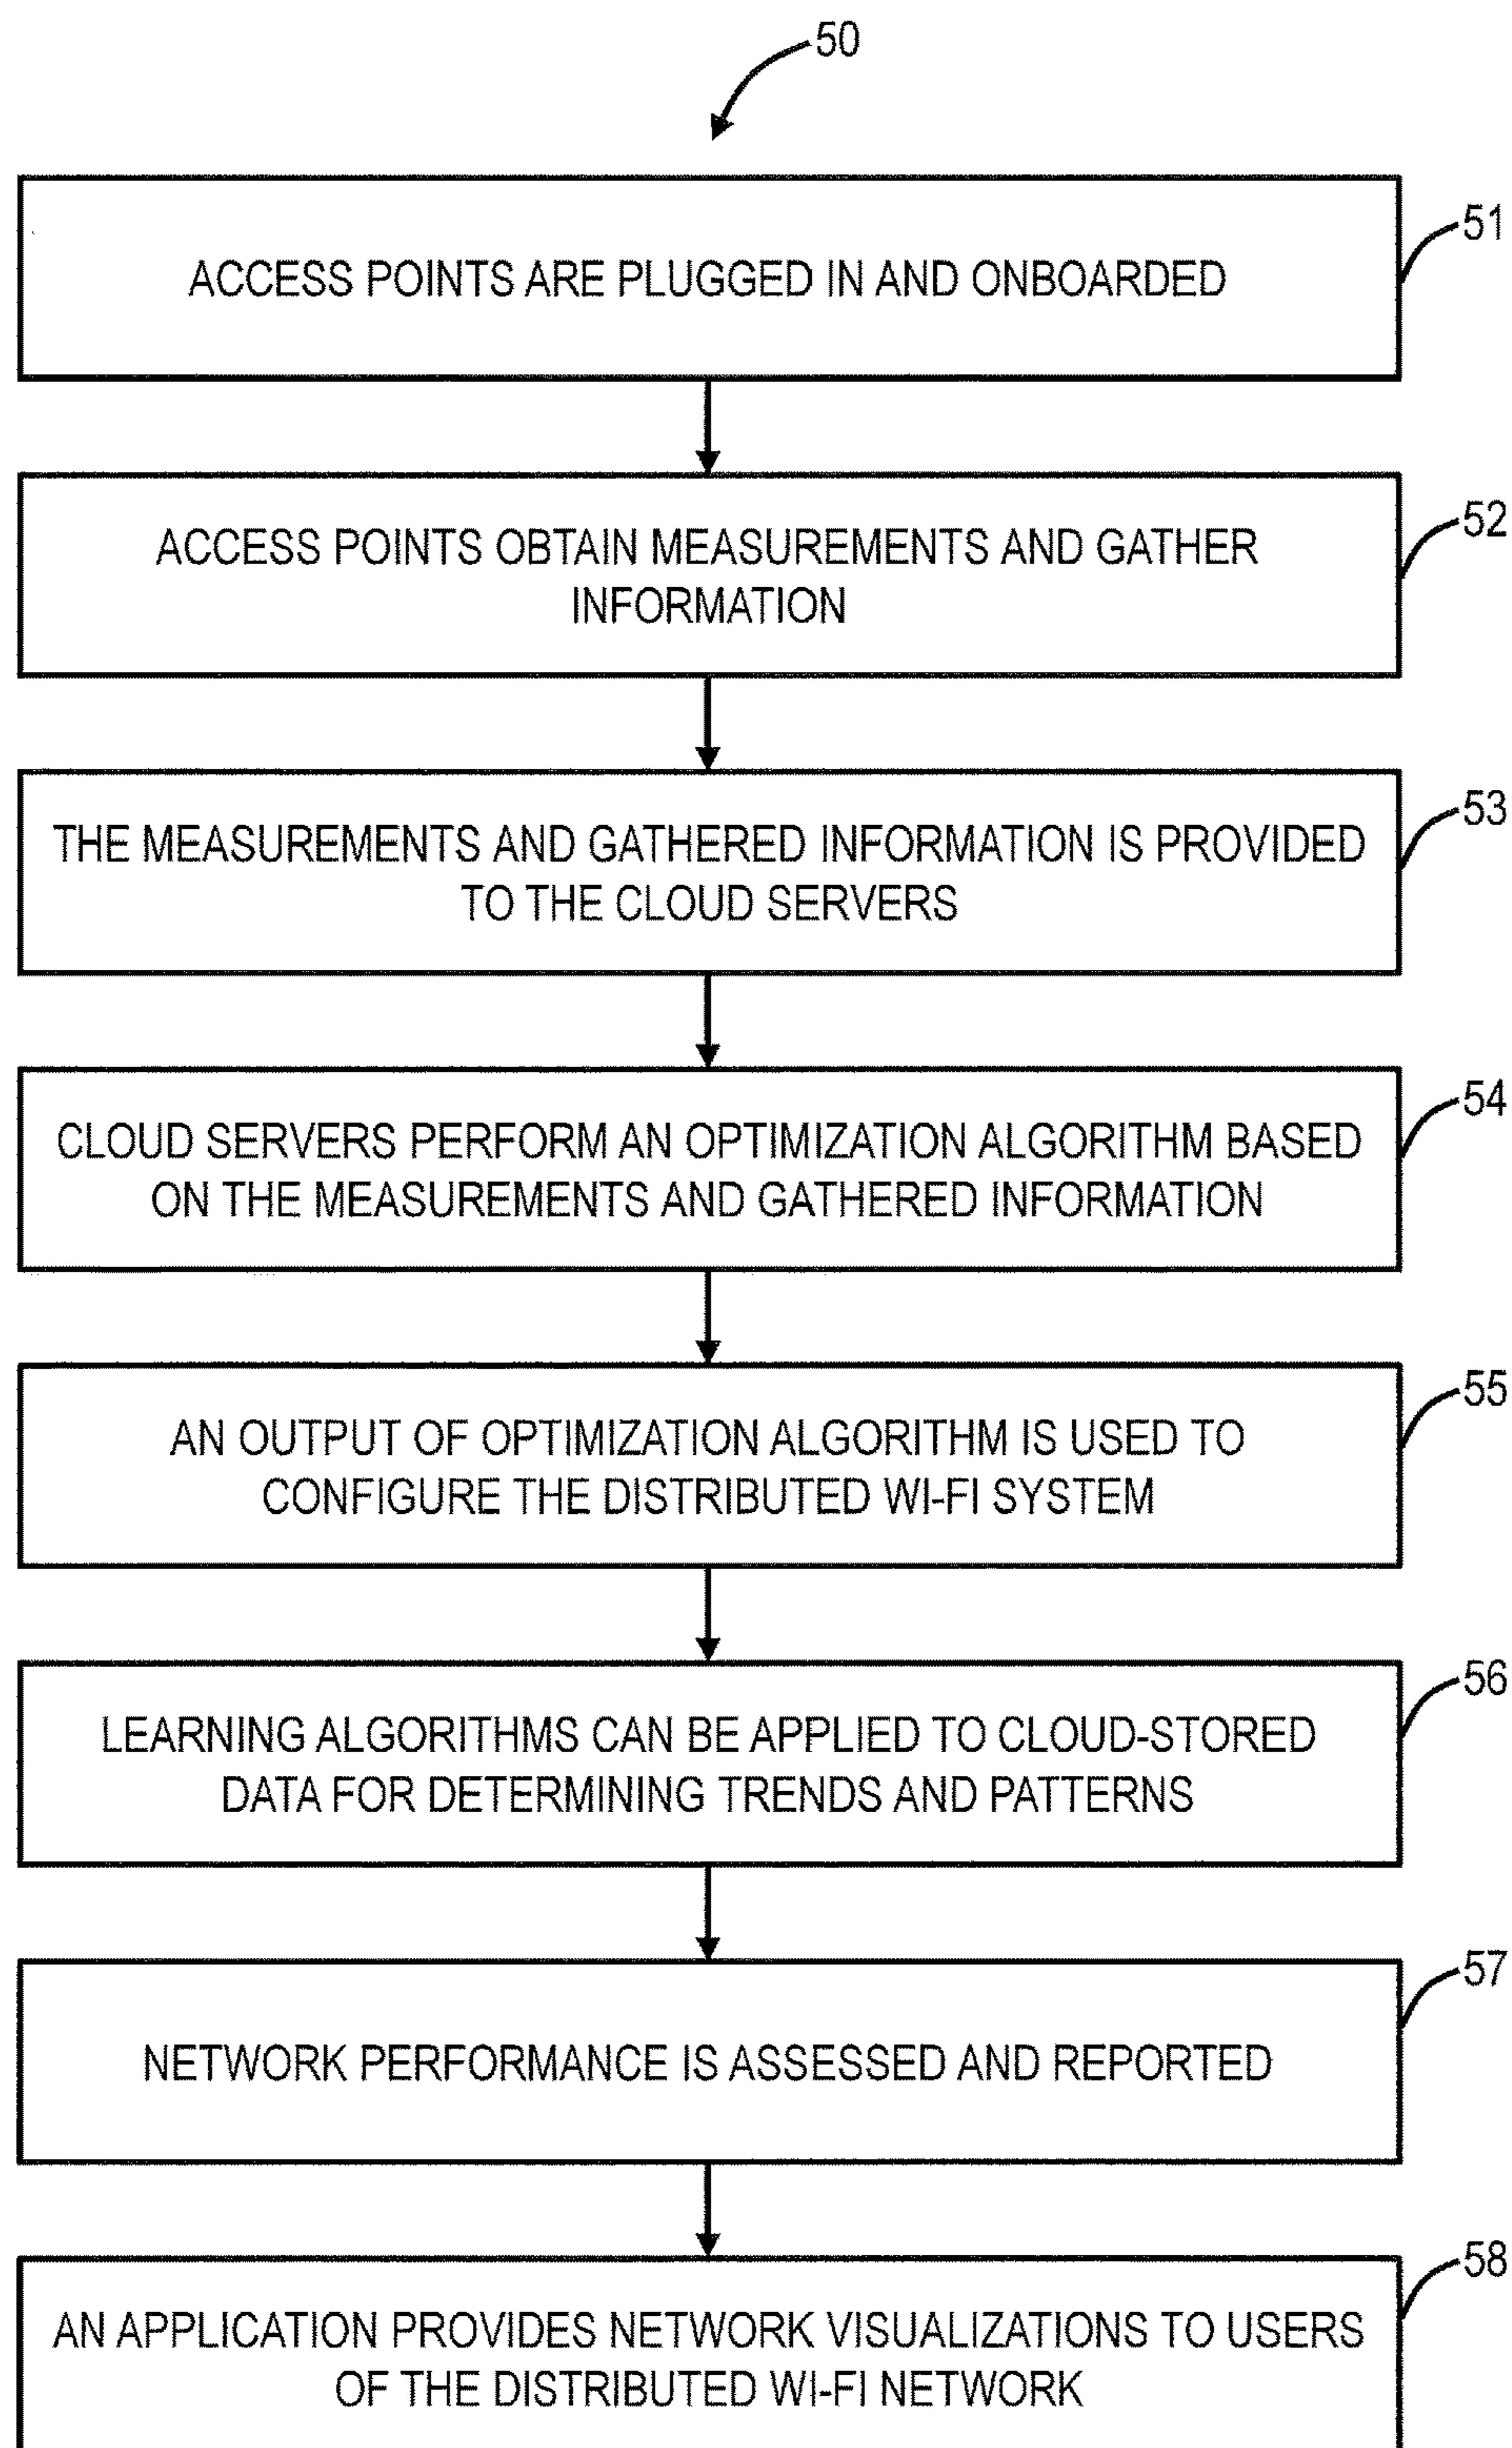 50
51
ACCESS POINTS ARE PLUGGED IN AND ONBOARDED
52
ACCESS POINTS OBTAIN MEASUREMENTS AND GATHER
INFORMATION
53
THE MEASUREMENTS AND GATHERED INFORMATION IS PROVIDED
TO THE CLOUD SERVERS
54
CLOUD SERVERS PERFORM AN OPTIMIZATION ALGORITHM BASED
ON THE MEASUREMENTS AND GATHERED INFORMATION
55
AN OUTPUT OF OPTIMIZATION ALGORITHM IS USED TO
CONFIGURE THE DISTRIBUTED WI-FI SYSTEM
56
LEARNING ALGORITHMS CAN BE APPLIED TO CLOUD-STORED
DATA FOR DETERMINING TRENDS AND PATTERNS
57
NETWORK PERFORMANCE IS ASSESSED AND REPORTED
58
AN APPLICATION PROVIDES NETWORK VISUALIZATIONS TO USERS
OF THE DISTRIBUTED WI-FI NETWORK